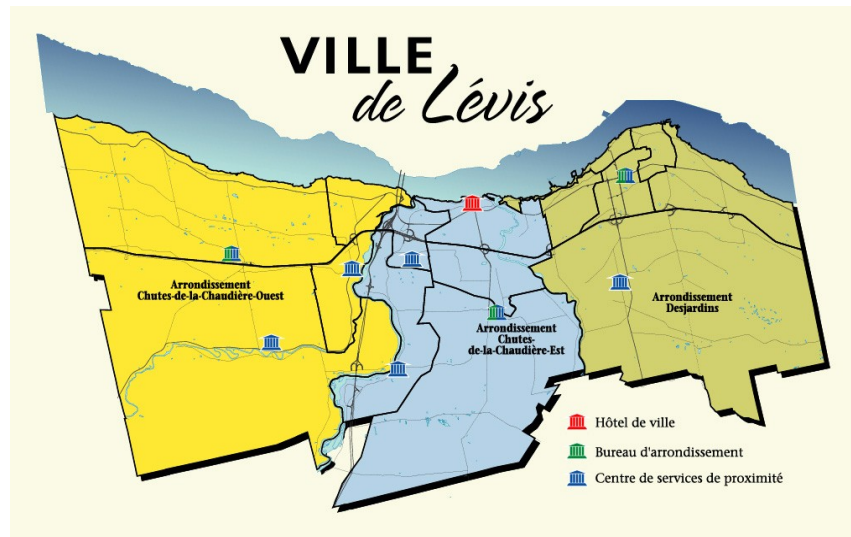 VILLE
de Lévis
Arrondissement
Chutes-de-la-Chaudière-Ouest
Arrondissement
Chutes-
de-la-Chaudière-Est
Arrondissement
Desjardins
Hôtel de ville
Bureau d'arrondissement
Centre de services de proximité